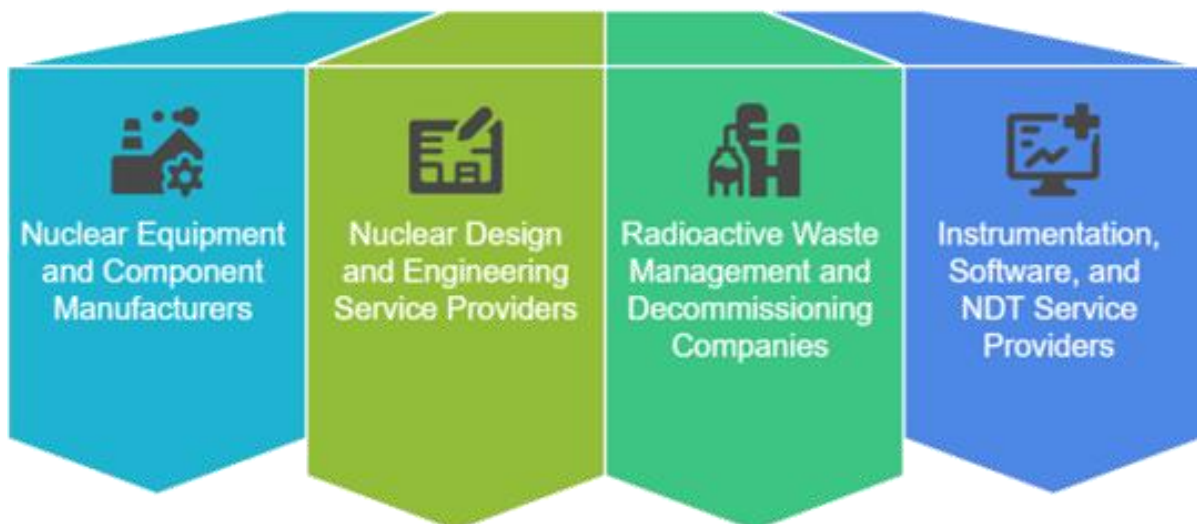 Nuclear Equipment
and Component
Manufacturers
Nuclear Design
and Engineering
Service Providers
Radioactive Waste
Management and
Decommissioning
Companies
Instrumentation,
Software, and
NDT Service
Providers